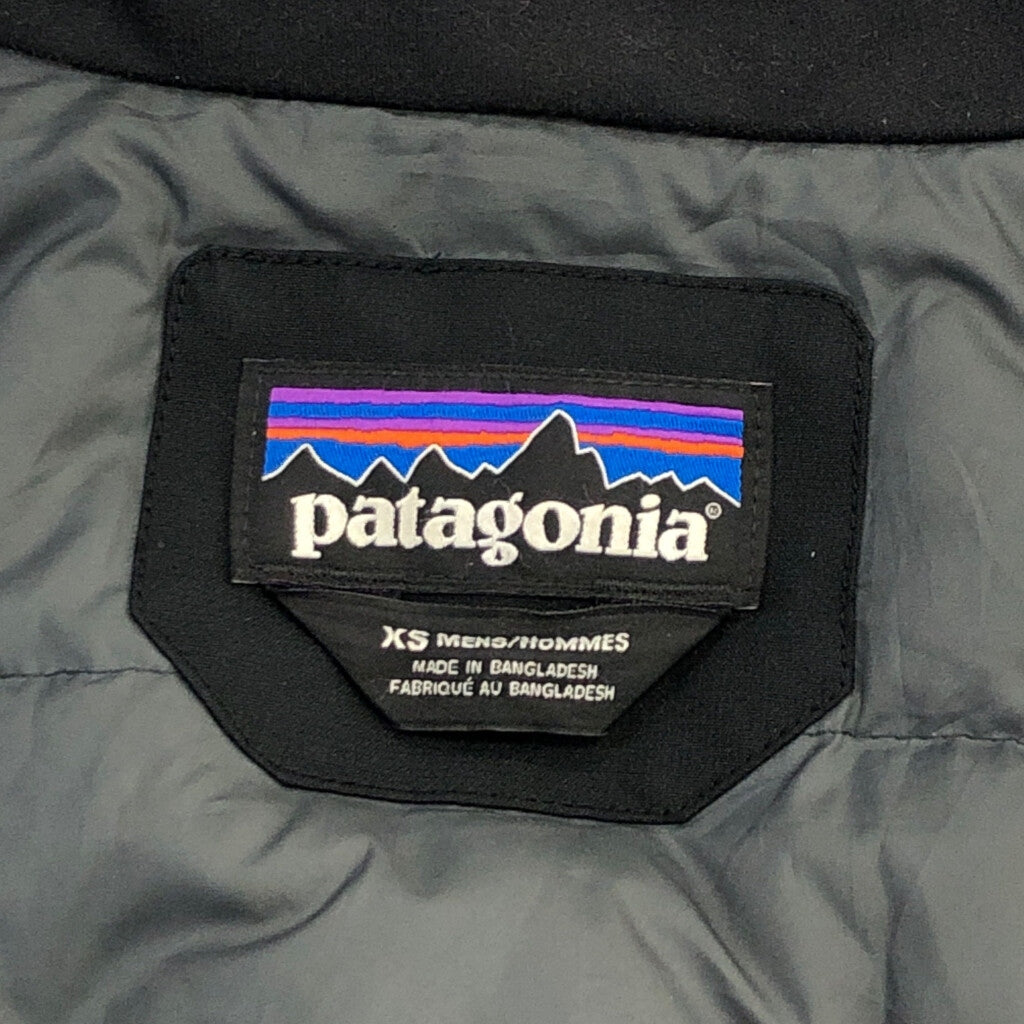 patagonia®
XS MENS/HOMMES
MADE IN BANGLADESH
FABRIQUÉ AU BANGLADESH